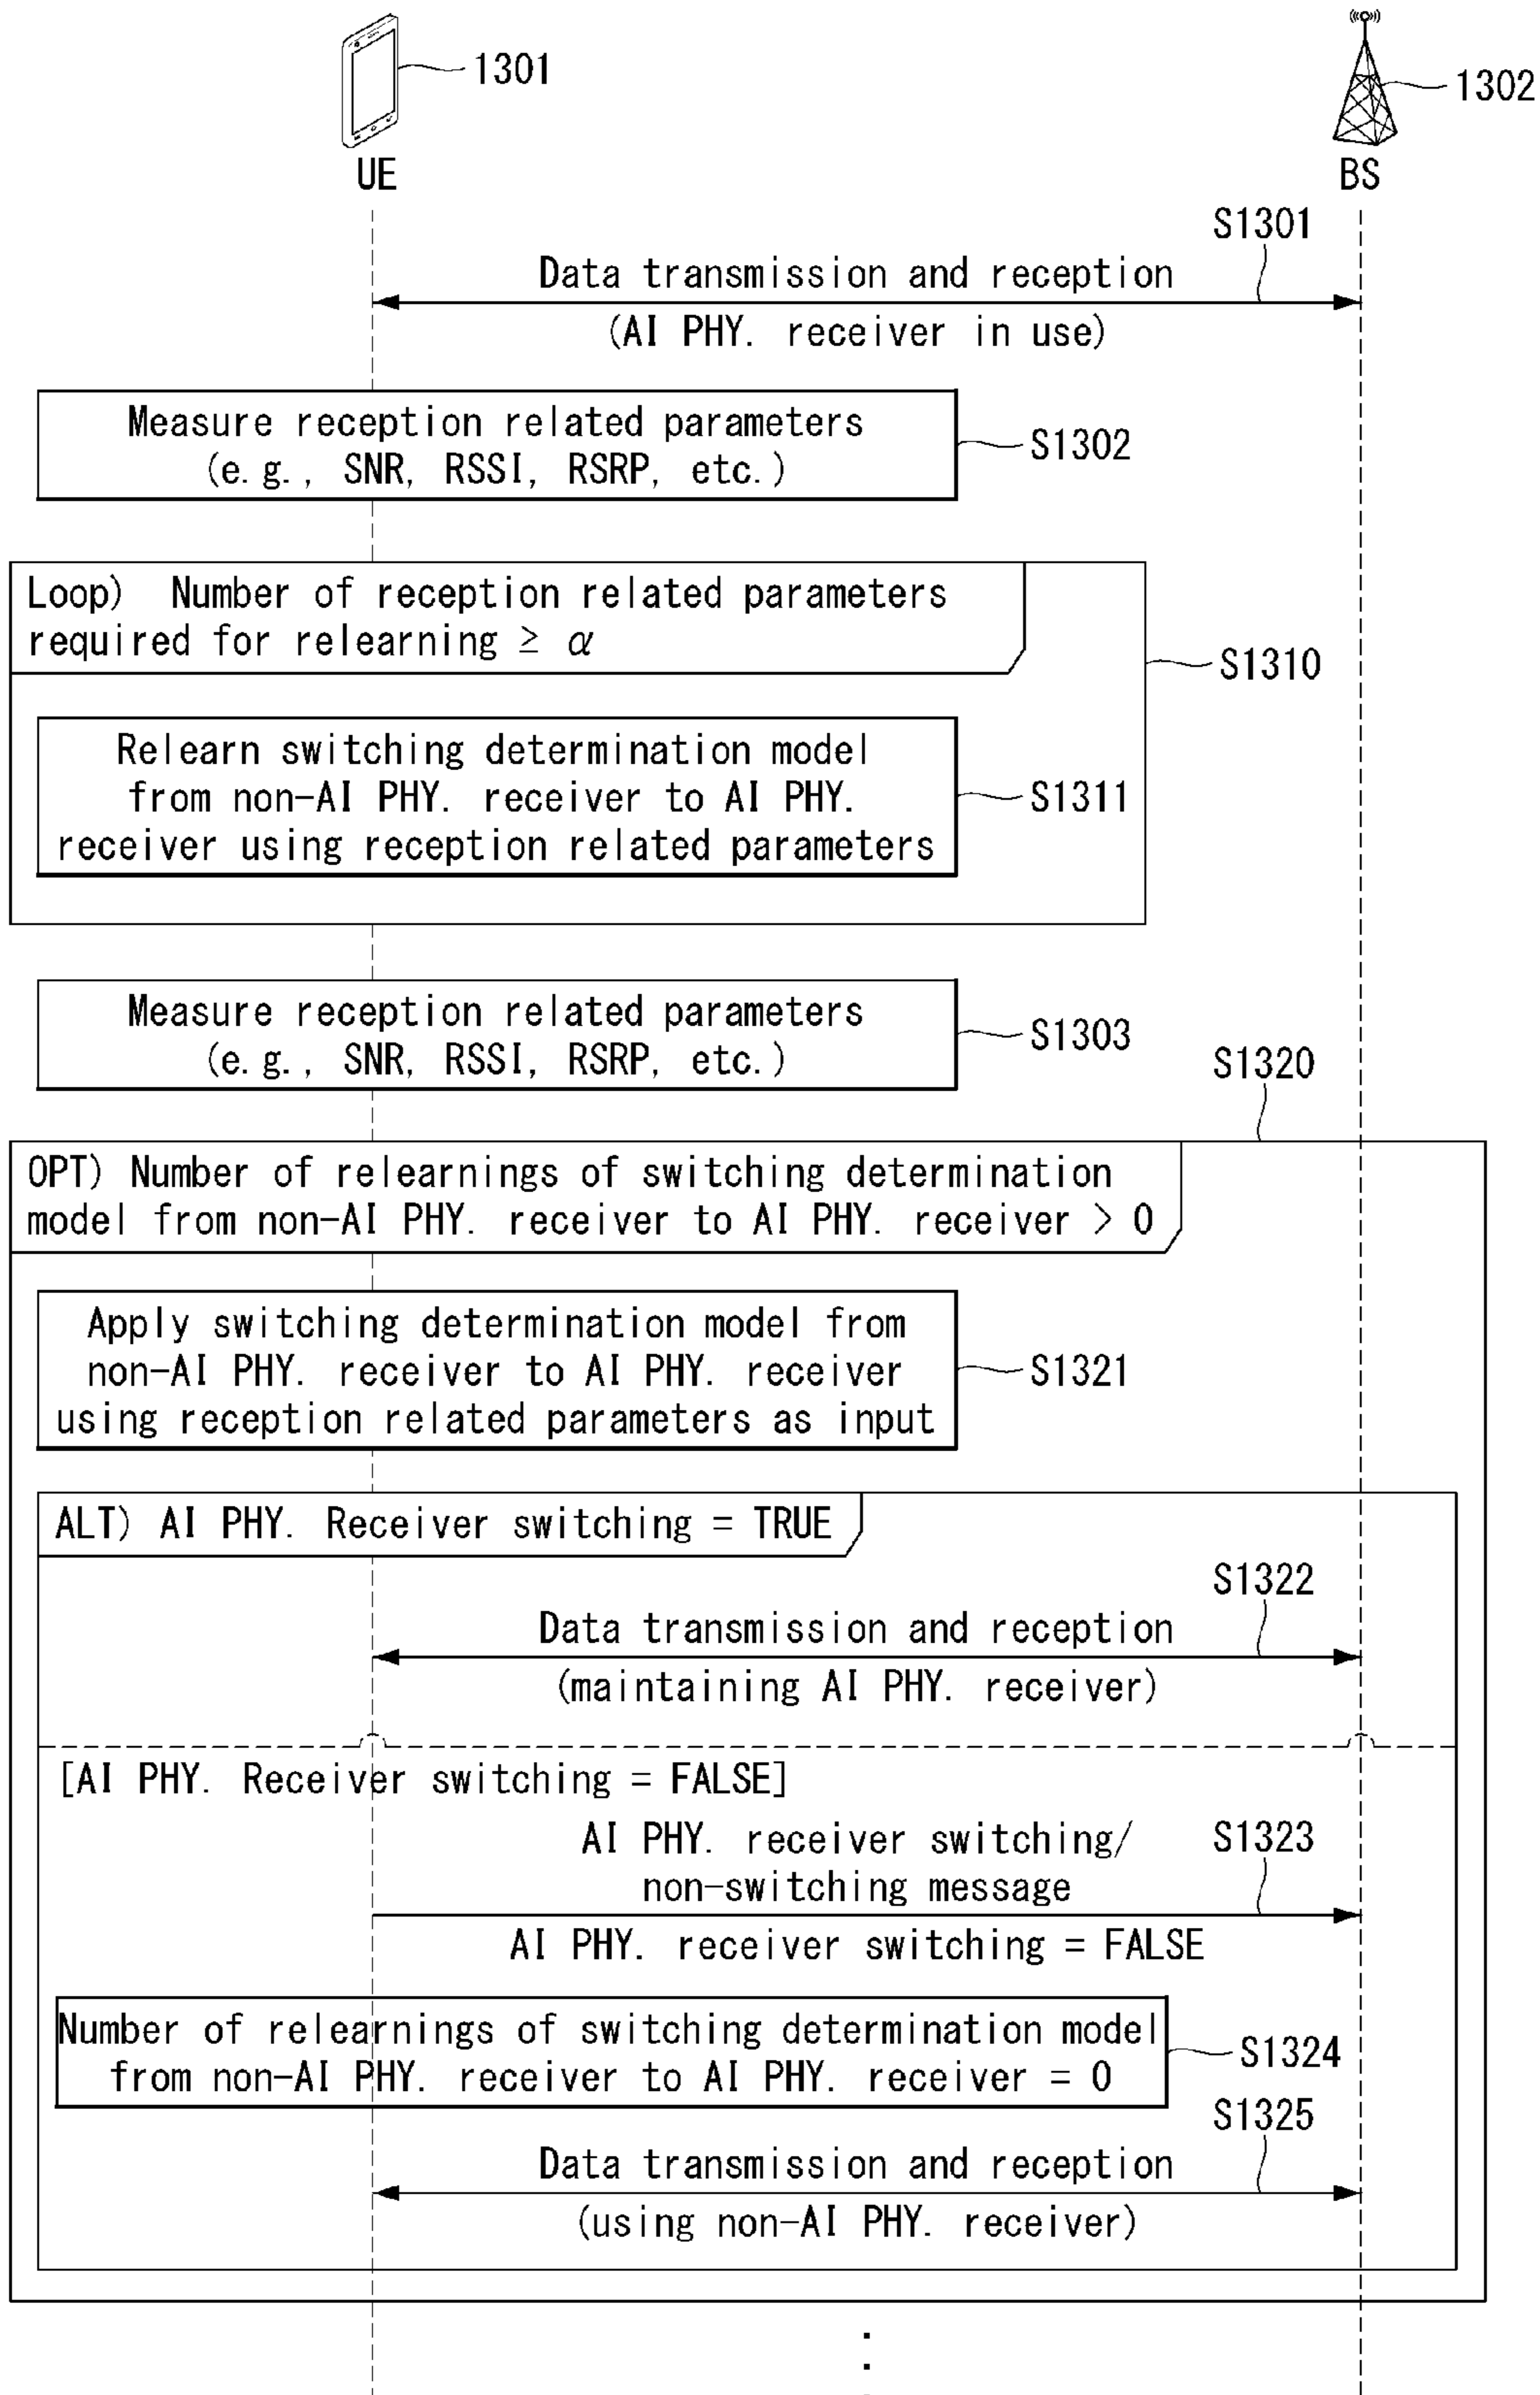 1301
1302
UE
BS
S1301
Data transmission and reception
(AI PHY. receiver in use)
Measure reception related parameters
(e.g., SNR, RSSI, RSRP, etc.)
S1302
Loop) Number of reception related parameters
required for relearning ≥ α
S1310
Relearn switching determination model
from non-AI PHY. receiver to AI PHY.
receiver using reception related parameters
S1311
Measure reception related parameters
(e.g., SNR, RSSI, RSRP, etc.)
S1303
S1320
OPT) Number of relearnings of switching determination
model from non-AI PHY. receiver to AI PHY. receiver > 0
Apply switching determination model from
non-AI PHY. receiver to AI PHY. receiver
using reception related parameters as input
S1321
ALT) AI PHY. Receiver switching = TRUE
S1322
Data transmission and reception
(maintaining AI PHY. receiver)
[AI PHY. Receiver switching = FALSE]
AI PHY. receiver switching/
non-switching message
S1323
AI PHY. receiver switching = FALSE
Number of relearnings of switching determination model
from non-AI PHY. receiver to AI PHY. receiver = 0
S1324
S1325
Data transmission and reception
(using non-AI PHY. receiver)